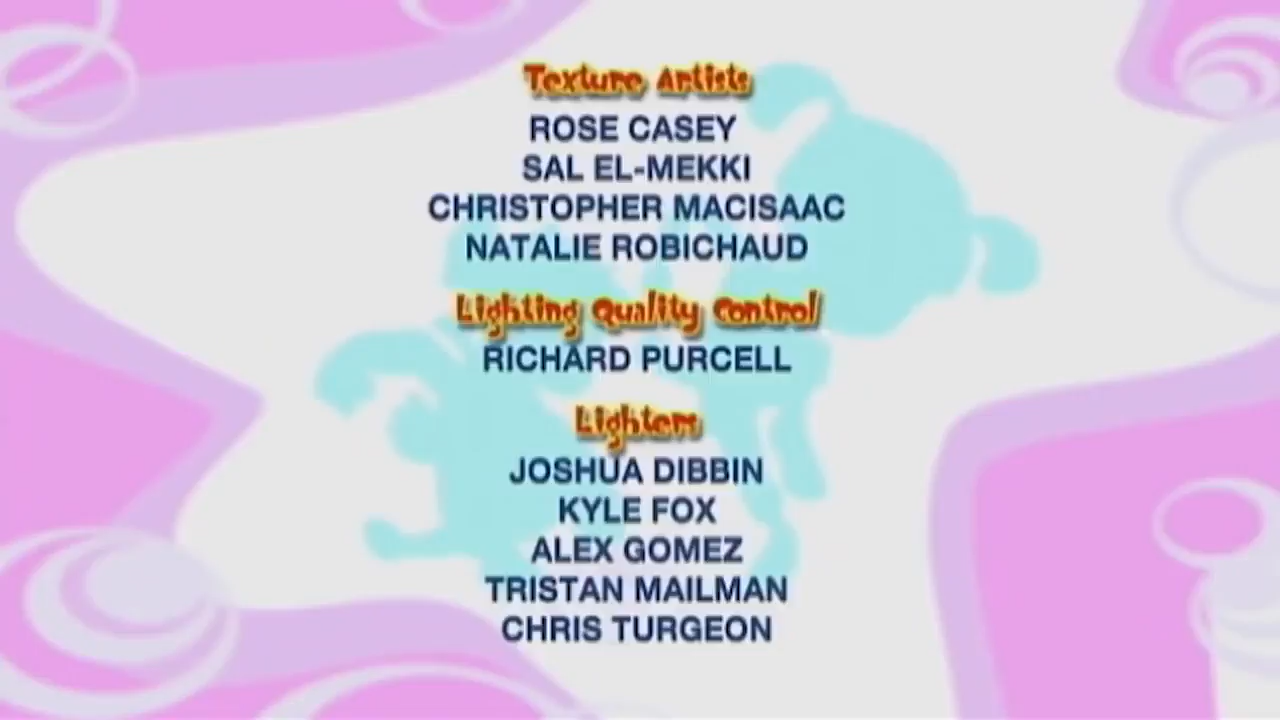 Texture Artists
ROSE CASEY
SAL EL-MEKKI
CHRISTOPHER MACISAAC
NATALIE ROBICHAUD
Lighting Quality Control
RICHARD PURCELL
Lighters
JOSHUA DIBBIN
KYLE FOX
ALEX GOMEZ
TRISTAN MAILMAN
CHRIS TURGEON